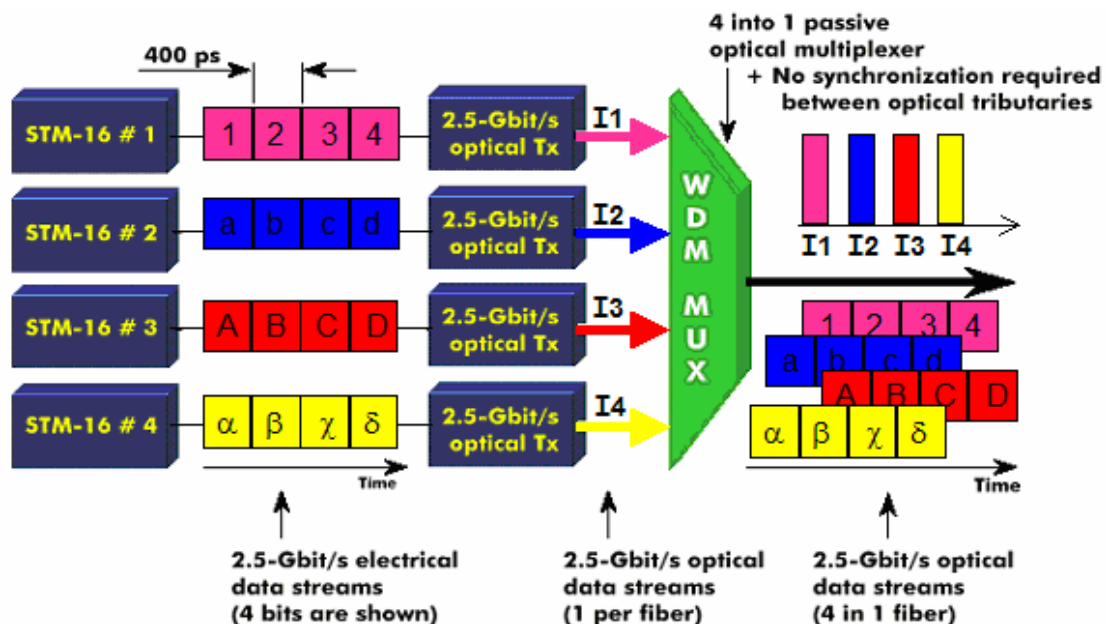 400 ps
4 into 1 passive
optical multiplexer
+ No synchronization required
between optical tributaries
STM-16 # 1
1 2 3 4
2.5-Gbit/s
optical Tx
I1
STM-16 # 2
a b c d
2.5-Gbit/s
optical Tx
I2
STM-16 # 3
A B C D
2.5-Gbit/s
optical Tx
I3
STM-16 # 4
α β χ δ
2.5-Gbit/s
optical Tx
I4
Time
WDM MUX
I1 I2 I3 I4
1 2 3 4
a b c d
A B C D
α β χ δ
Time
2.5-Gbit/s electrical
data streams
(4 bits are shown)
2.5-Gbit/s optical
data streams
(1 per fiber)
2.5-Gbit/s optical
data streams
(4 in 1 fiber)